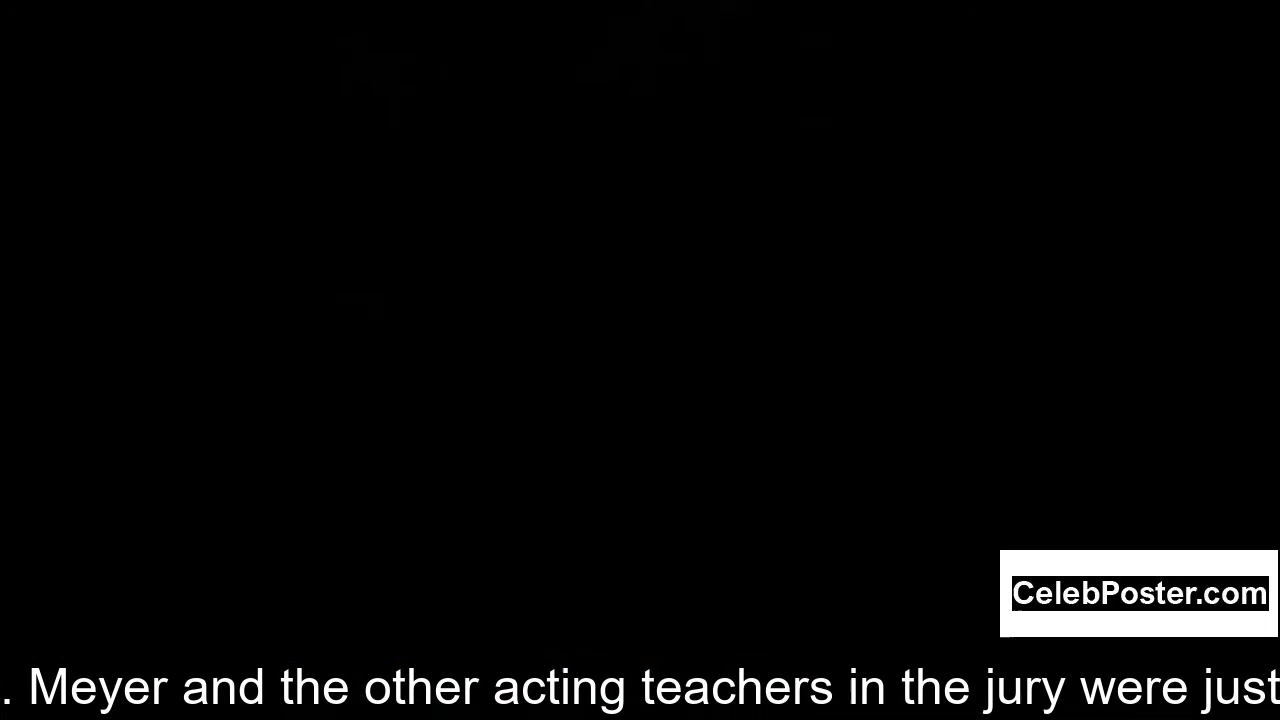 CelebPoster.com
. Meyer and the other acting teachers in the jury were just